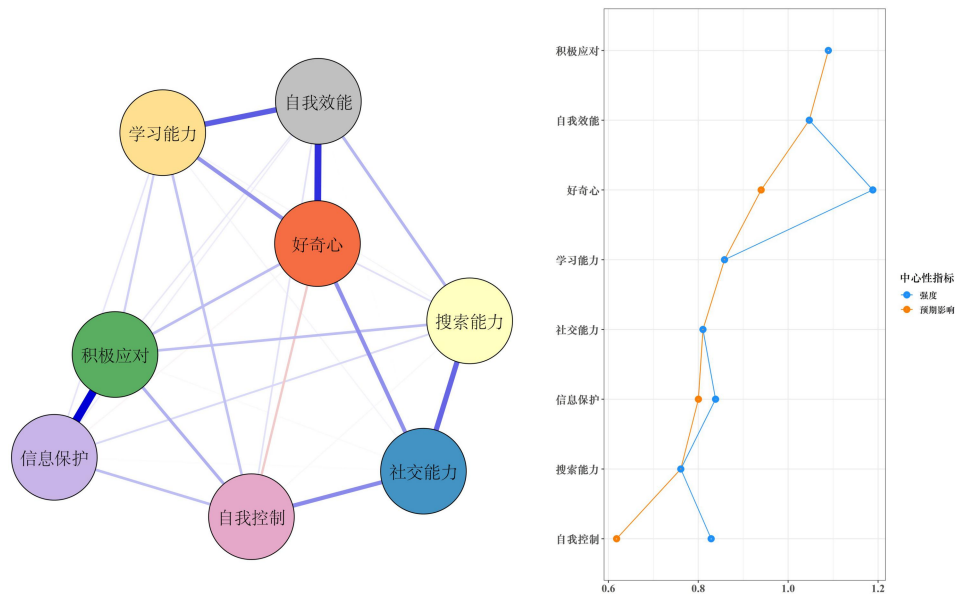 自我效能
学习能力
好奇心
搜索能力
积极应对
信息保护
社交能力
自我控制
积极应对
自我效能
好奇心
学习能力
社交能力
信息保护
搜索能力
自我控制
0.6 0.8 1.0 1.2
中心性指标
强度
预期影响